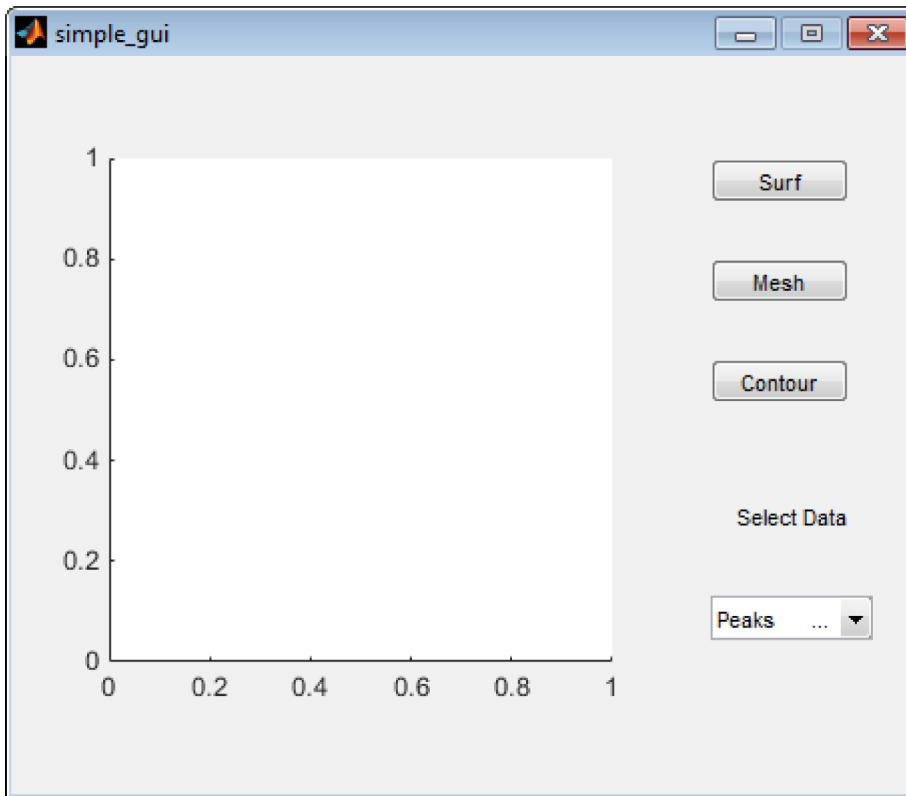 simple_gui
1
0.8
0.6
0.4
0.2
0
0 0.2 0.4 0.6 0.8 1
Surf
Mesh
Contour
Select Data
Peaks ...